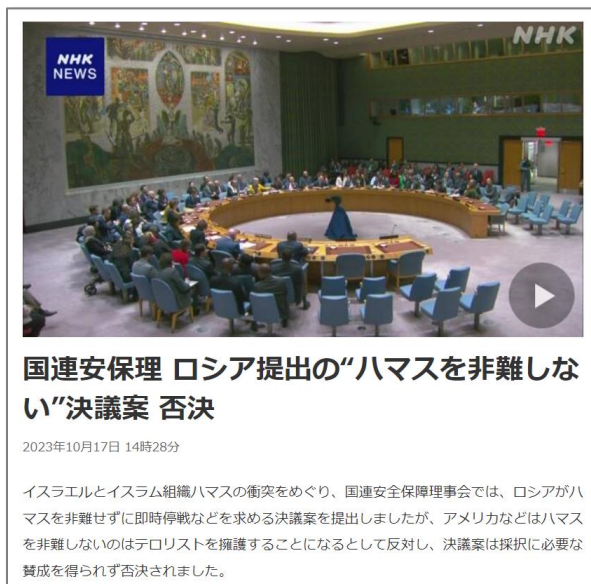 NHK
NHK
NEWS
国連安保理 ロシア提出の“ハマスを非難しな
い”決議案 否決
2023年10月17日 14時28分
イスラエルとイスラム組織ハマスの衝突をめぐり、国連安全保障理事会では、ロシアがハ
マスを非難せずに即時停戦などを求める決議案を提出しましたが、アメリカなどはハマス
を非難しないのはテロリストを擁護することになるとして反対し、決議案は採択に必要な
賛成を得られず否決されました。